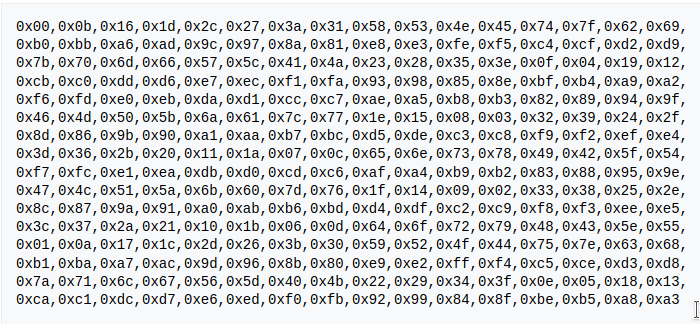 0x00,0x0b,0x16,0x1d,0x2c,0x27,0x3a,0x31,0x58,0x53,0x4e,0x45,0x74,0x7f,0x62,0x69,
0xb0,0xbb,0xa6,0xad,0x9c,0x97,0x8a,0x81,0xe8,0xe3,0xfe,0xf5,0xc4,0xcf,0xd2,0xd9,
0x7b,0x70,0x6d,0x66,0x57,0x5c,0x41,0x4a,0x23,0x28,0x35,0x3e,0x0f,0x04,0x19,0x12,
0xcb,0xc0,0xdd,0xd6,0xe7,0xec,0xf1,0xfa,0x93,0x98,0x85,0x8e,0xbf,0xb4,0xa9,0xa2,
0xf6,0xfd,0xe0,0xeb,0xda,0xd1,0xcc,0xc7,0xae,0xa5,0xb8,0xb3,0x82,0x89,0x94,0x9f,
0x46,0x4d,0x50,0x5b,0x6a,0x61,0x7c,0x77,0x1e,0x15,0x08,0x03,0x32,0x39,0x24,0x2f,
0x8d,0x86,0x9b,0x90,0xa1,0xaa,0xb7,0xbc,0xd5,0xde,0xc3,0xc8,0xf9,0xf2,0xef,0xe4,
0x3d,0x36,0x2b,0x20,0x11,0x1a,0x07,0x0c,0x65,0x6e,0x73,0x78,0x49,0x42,0x5f,0x54,
0xf7,0xfc,0xe1,0xea,0xdb,0xd0,0xcd,0xc6,0xaf,0xa4,0xb9,0xb2,0x83,0x88,0x95,0x9e,
0x47,0x4c,0x51,0x5a,0x6b,0x60,0x7d,0x76,0x1f,0x14,0x09,0x02,0x33,0x38,0x25,0x2e,
0x8c,0x87,0x9a,0x91,0xa0,0xab,0xb6,0xbd,0xd4,0xdf,0xc2,0xc9,0xf8,0xf3,0xee,0xe5,
0x3c,0x37,0x2a,0x21,0x10,0x1b,0x06,0x0d,0x64,0x6f,0x72,0x79,0x48,0x43,0x5e,0x55,
0x01,0x0a,0x17,0x1c,0x2d,0x26,0x3b,0x30,0x59,0x52,0x4f,0x44,0x75,0x7e,0x63,0x68,
0xb1,0xba,0xa7,0xac,0x9d,0x96,0x8b,0x80,0xe9,0xe2,0xff,0xf4,0xc5,0xce,0xd3,0xd8,
0x7a,0x71,0x6c,0x67,0x56,0x5d,0x40,0x4b,0x22,0x29,0x34,0x3f,0x0e,0x05,0x18,0x13,
0xca,0xc1,0xdc,0xd7,0xe6,0xed,0xf0,0xfb,0x92,0x99,0x84,0x8f,0xbe,0xb5,0xa8,0xa3